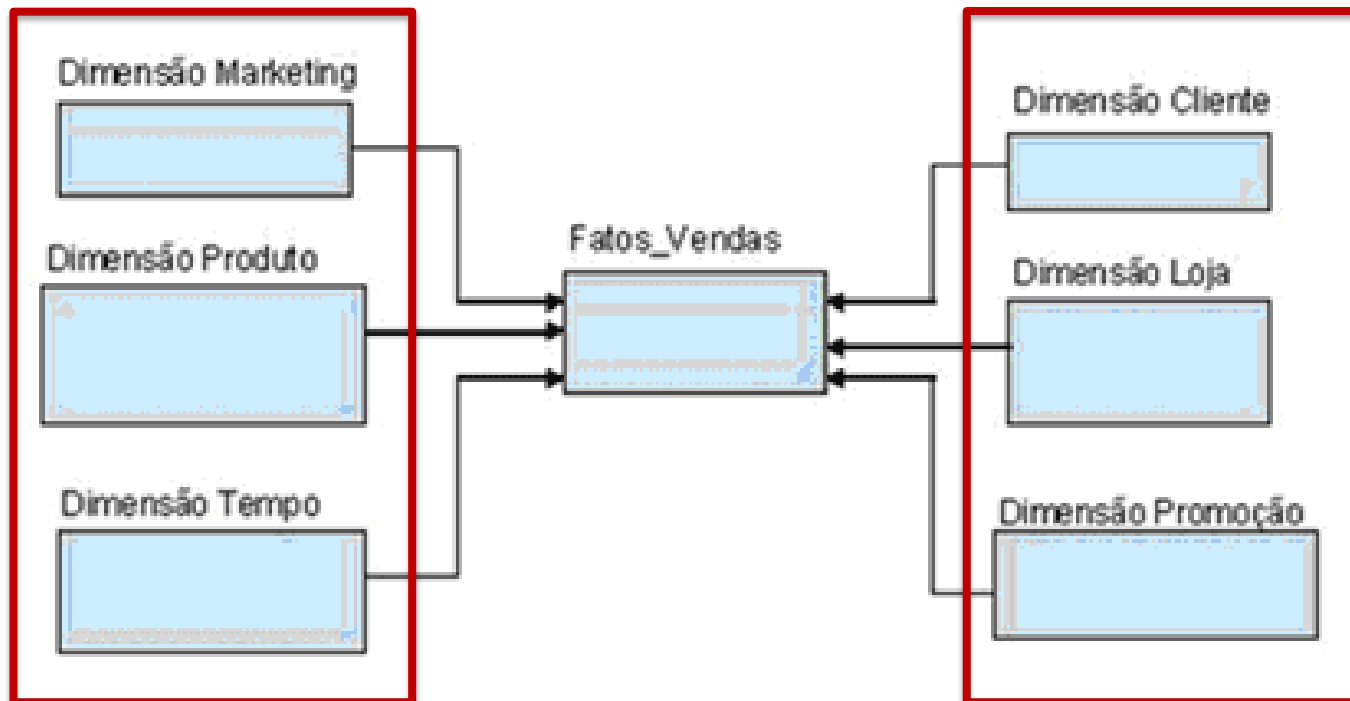 Dimensão Marketing
Dimensão Produto
Dimensão Tempo
Fatos_Vendas
Dimensão Cliente
Dimensão Loja
Dimensão Promoção